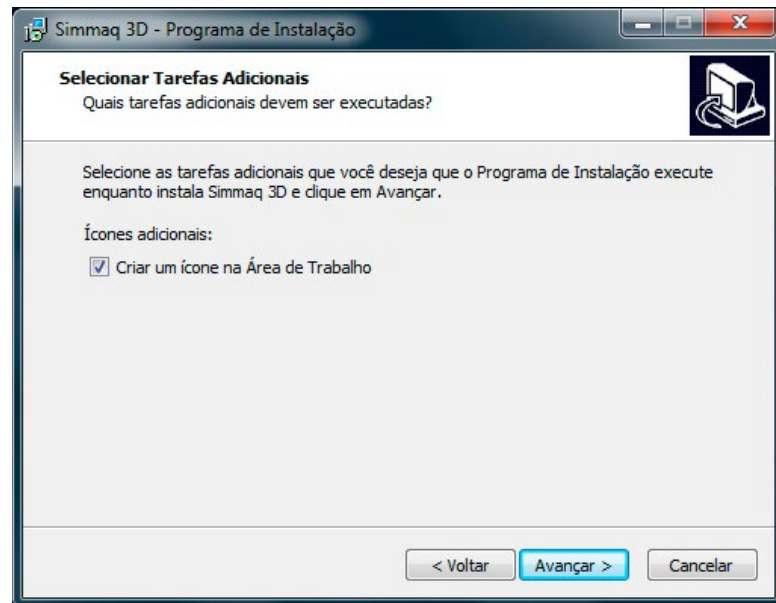 Simmaq 3D - Programa de Instalação
Selecionar Tarefas Adicionais
Quais tarefas adicionais devem ser executadas?
Selecione as tarefas adicionais que você deseja que o Programa de Instalação execute
enquanto instala Simmaq 3D e clique em Avançar.
Ícones adicionais:
Criar um ícone na Área de Trabalho
< Voltar
Avançar >
Cancelar